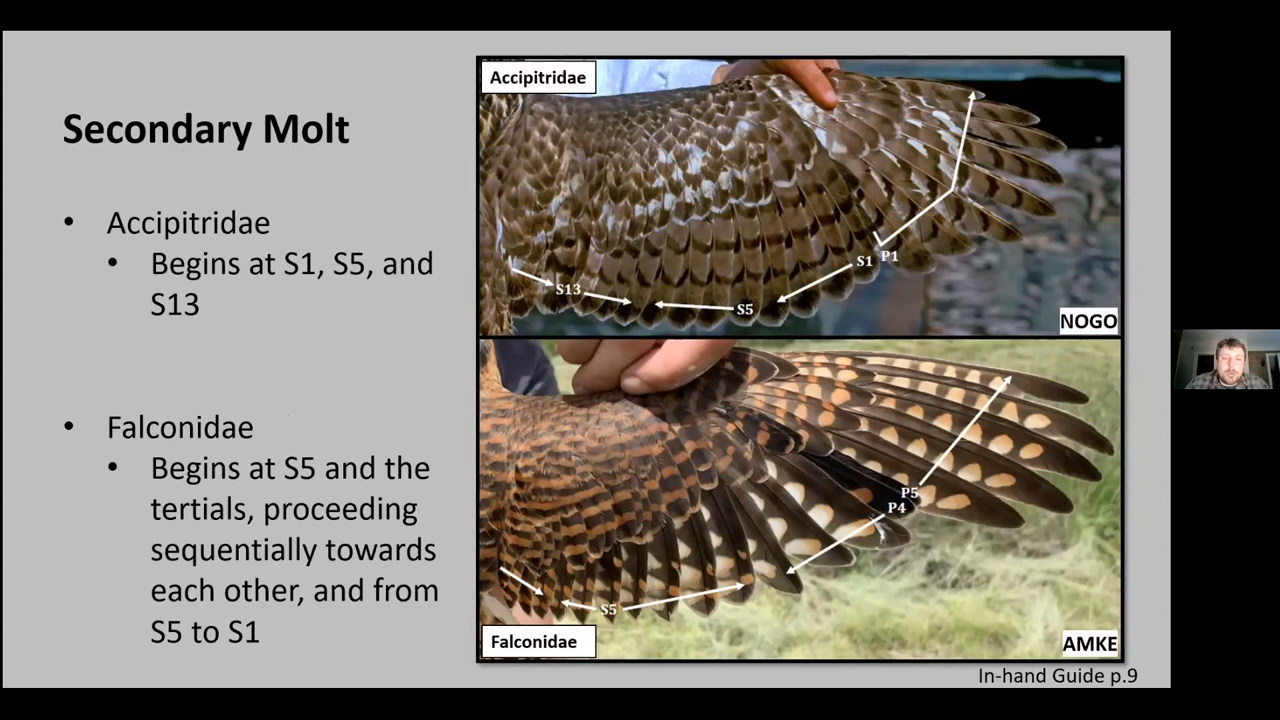 Secondary Molt
• Accipitridae
• Begins at S1, S5, and
S13
• Falconidae
• Begins at S5 and the
tertials, proceeding
sequentially towards
each other, and from
S5 to S1
Accipitridae
S13
S5
S1
P1
NOGO
P5
P4
S5
Falconidae
AMKE
In-hand Guide p.9